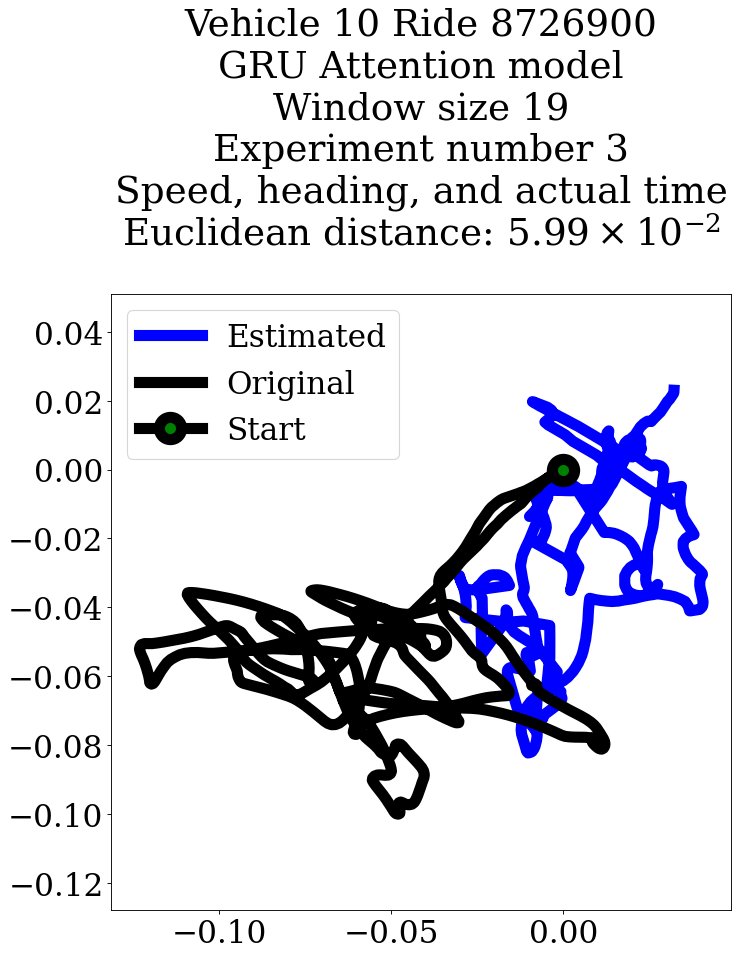 Vehicle 10 Ride 8726900
GRU Attention model
Window size 19
Experiment number 3
Speed, heading, and actual time
Euclidean distance: 5.99 × 10⁻²
Estimated
Original
Start
0.04
0.02
0.00
−0.02
−0.04
−0.06
−0.08
−0.10
−0.12
−0.10 −0.05 0.00